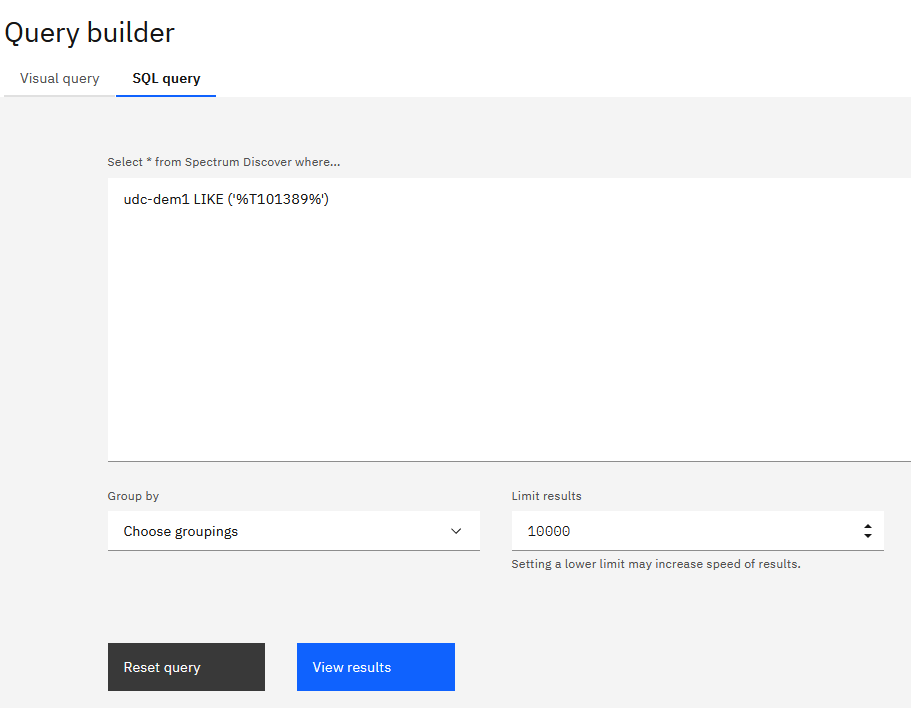 Query builder
Visual query
SQL query
Select * from Spectrum Discover where...
udc-dem1 LIKE ('%T101389%')
Group by
Limit results
Choose groupings
10000
Setting a lower limit may increase speed of results.
Reset query
View results